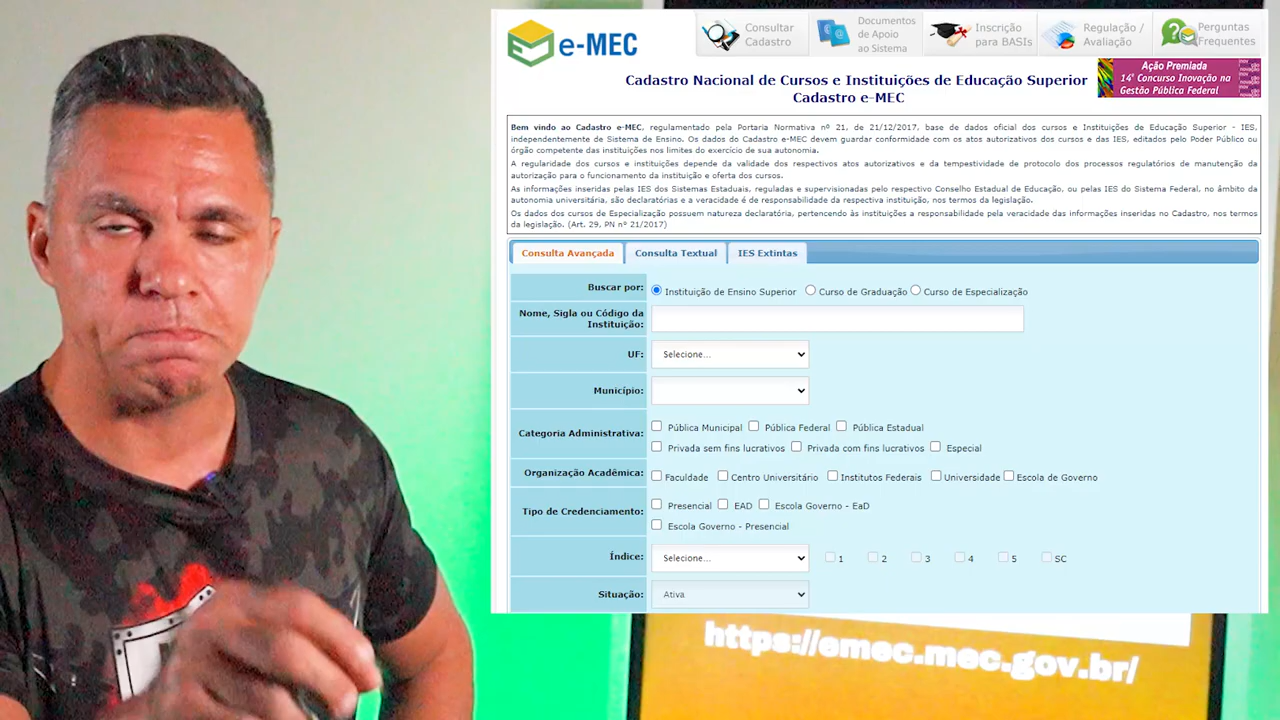 e-MEC
Consultar
Cadastro
Documentos
de Apoio
ao Sistema
Inscrição
para BASIs
Regulação /
Avaliação
Perguntas
Frequentes
Cadastro Nacional de Cursos e Instituições de Educação Superior
Cadastro e-MEC
Ação Premiada
14º Concurso Inovação na
Gestão Pública Federal
Bem vindo ao Cadastro e-MEC, regulamentado pela Portaria Normativa nº 21, de 21/12/2017, base de dados oficial dos cursos e Instituições de Educação Superior - IES,
independentemente de Sistema de Ensino. Os dados do Cadastro e-MEC devem guardar conformidade com os atos autorizativos dos cursos e das IES, editados pelo Poder Público ou
órgão competente das instituições nos limites do exercício de sua autonomia.
A regularidade dos cursos e instituições depende da validade dos respectivos atos autorizativos e da tempestividade de protocolo dos processos regulatórios de manutenção da
autorização para o funcionamento da instituição e oferta dos cursos.
As informações inseridas pelas IES dos Sistemas Estaduais, reguladas e supervisionadas pelo respectivo Conselho Estadual de Educação, ou pelas IES do Sistema Federal, no âmbito da
autonomia universitária, são declaratórias e a veracidade é de responsabilidade da respectiva instituição, nos termos da legislação.
Os dados dos cursos de Especialização possuem natureza declaratória, pertencendo às instituições a responsabilidade pela veracidade das informações inseridas no Cadastro, nos termos
da legislação. (Art. 29, PN nº 21/2017)
Consulta Avançada Consulta Textual IES Extintas
Buscar por: Instituição de Ensino Superior Curso de Graduação Curso de Especialização
Nome, Sigla ou Código da
Instituição:
UF: Selecione...
Município:
Categoria Administrativa: Pública Municipal Pública Federal Pública Estadual
Privada sem fins lucrativos Privada com fins lucrativos Especial
Organização Acadêmica: Faculdade Centro Universitário Institutos Federais Universidade Escola de Governo
Tipo de Credenciamento: Presencial EAD Escola Governo - EaD
Escola Governo - Presencial
Índice: Selecione... 1 2 3 4 5 SC
Situação: Ativa
https://emec.mec.gov.br/